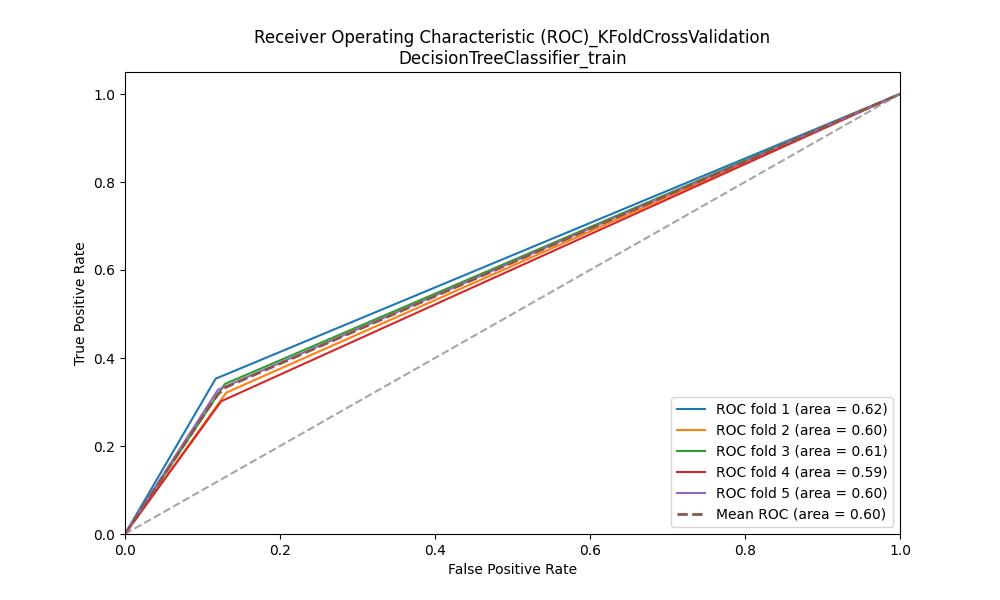 Receiver Operating Characteristic (ROC)_KFoldCrossValidation
DecisionTreeClassifier_train
True Positive Rate
1.0
0.8
0.6
0.4
0.2
0.0
0.0 0.2 0.4 0.6 0.8 1.0
False Positive Rate
ROC fold 1 (area = 0.62)
ROC fold 2 (area = 0.60)
ROC fold 3 (area = 0.61)
ROC fold 4 (area = 0.59)
ROC fold 5 (area = 0.60)
Mean ROC (area = 0.60)